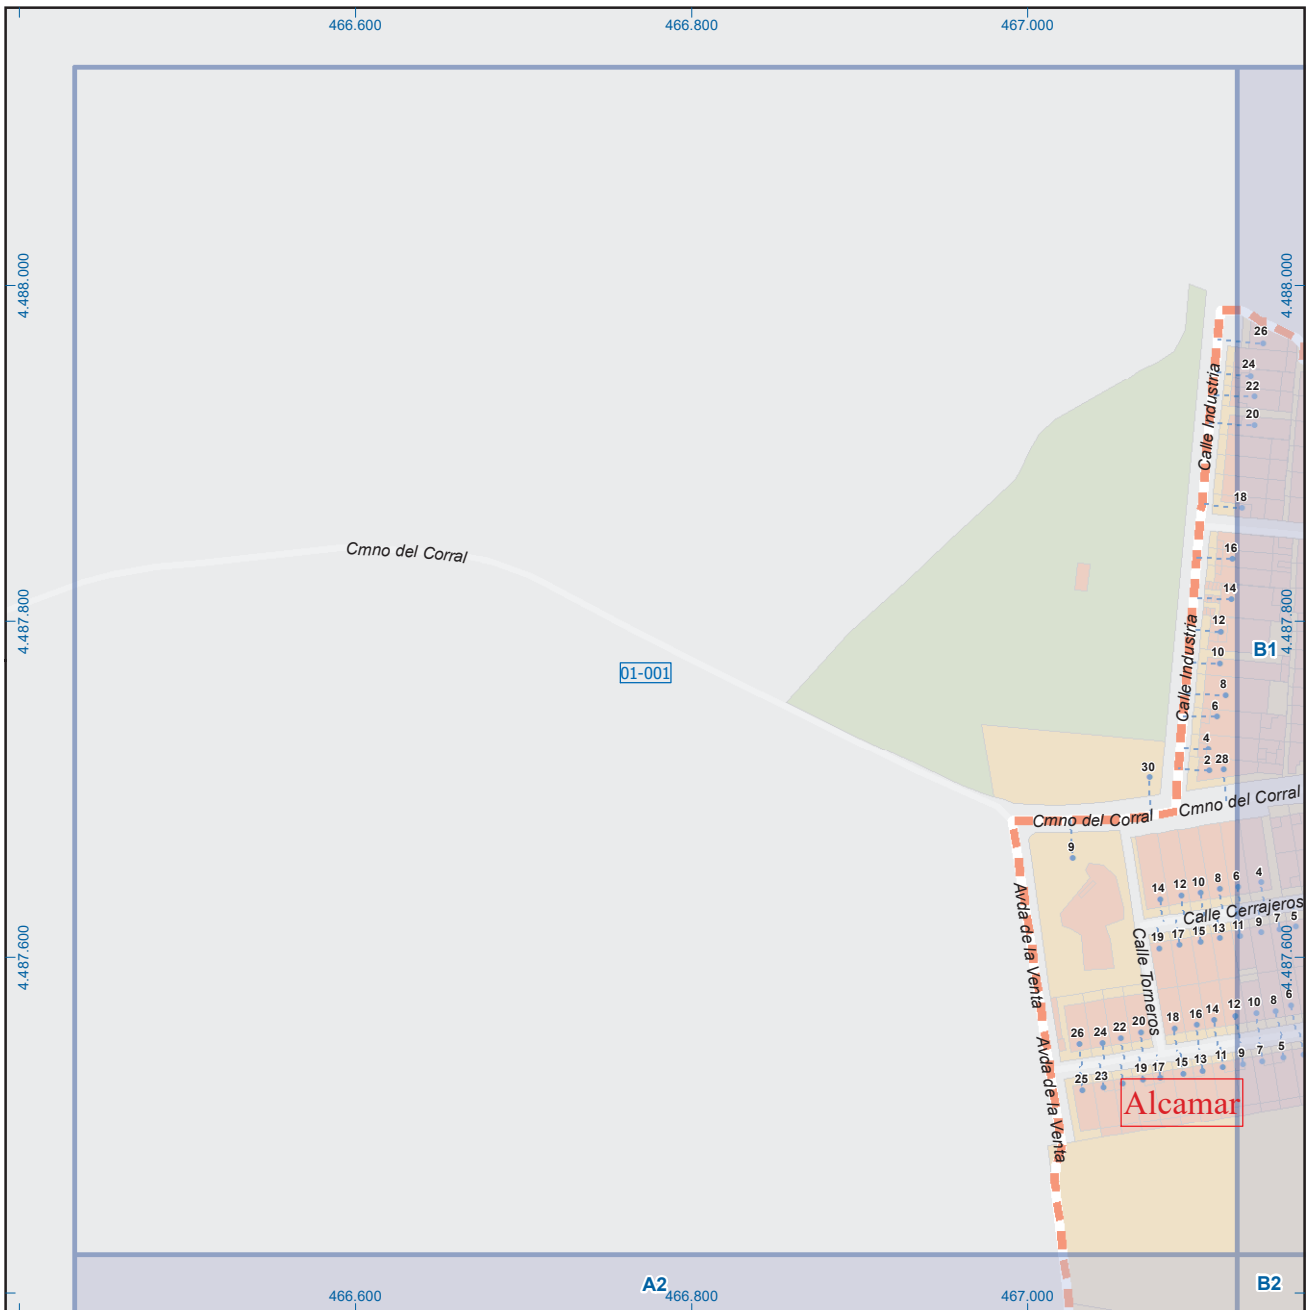 466.600 466.800 467.000
4.488.000
4.488.000
26
24
22
20
Calle Industria
18
Cmno del Corral
16
14
4.487.800
4.487.800
12
10
B1
01-001
Calle Industria
8
6
4
2 28
30
Cmno del Corral
Cmno del Corral
9
14 12 10 8 6 4
Calle Cerrajeros
19 17 15 13 11 9 7 5
Avda de la Venta
Calle Torneros
4.487.600
4.487.600
26 24 22 20 18 16 14 12 10 8 6
Avda de la Venta
25 23 19 17 15 13 11 9 7 5
Alcamar
A2
B2
466.600 466.800 467.000